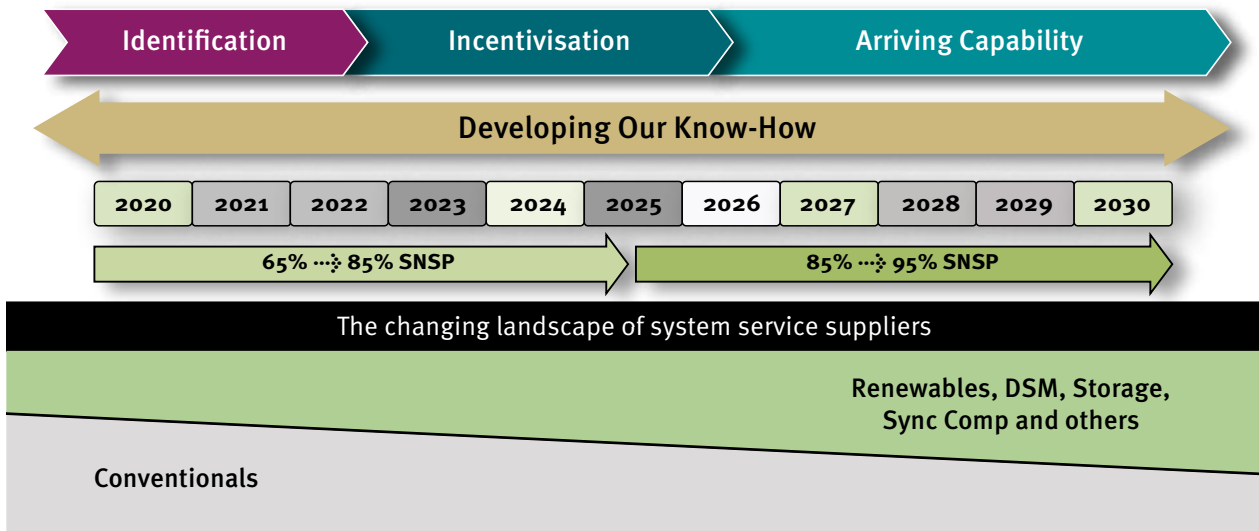 Identification
Incentivisation
Arriving Capability
Developing Our Know-How
2020 2021 2022 2023 2024 2025 2026 2027 2028 2029 2030
65% ···> 85% SNSP
85% ···> 95% SNSP
The changing landscape of system service suppliers
Renewables, DSM, Storage,
Sync Comp and others
Conventionals